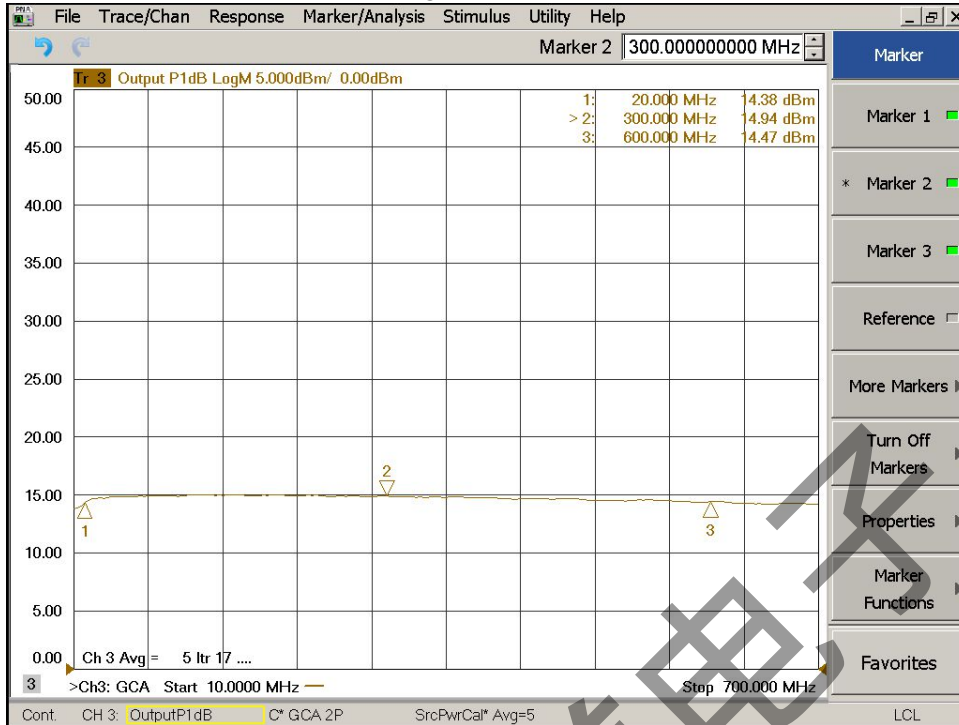 PNA File Trace/Chan Response Marker/Analysis Stimulus Utility Help
Marker 2 300.000000000 MHz
Tr 3 Output P1dB LogM 5.000dBm/ 0.00dBm
1: 20.000 MHz 14.38 dBm
> 2: 300.000 MHz 14.94 dBm
3: 600.000 MHz 14.47 dBm
50.00
45.00
40.00
35.00
30.00
25.00
20.00
15.00
10.00
5.00
0.00
2
1
3
Ch 3 Avg = 5 Itr 17 ....
3 >Ch3: GCA Start 10.0000 MHz Stop 700.000 MHz
Cont. CH 3: OutputP1dB C* GCA 2P SrcPwrCal* Avg=5 LCL
Marker
Marker 1
* Marker 2
Marker 3
Reference
More Markers
Turn Off
Markers
Properties
Marker
Functions
Favorites
电子